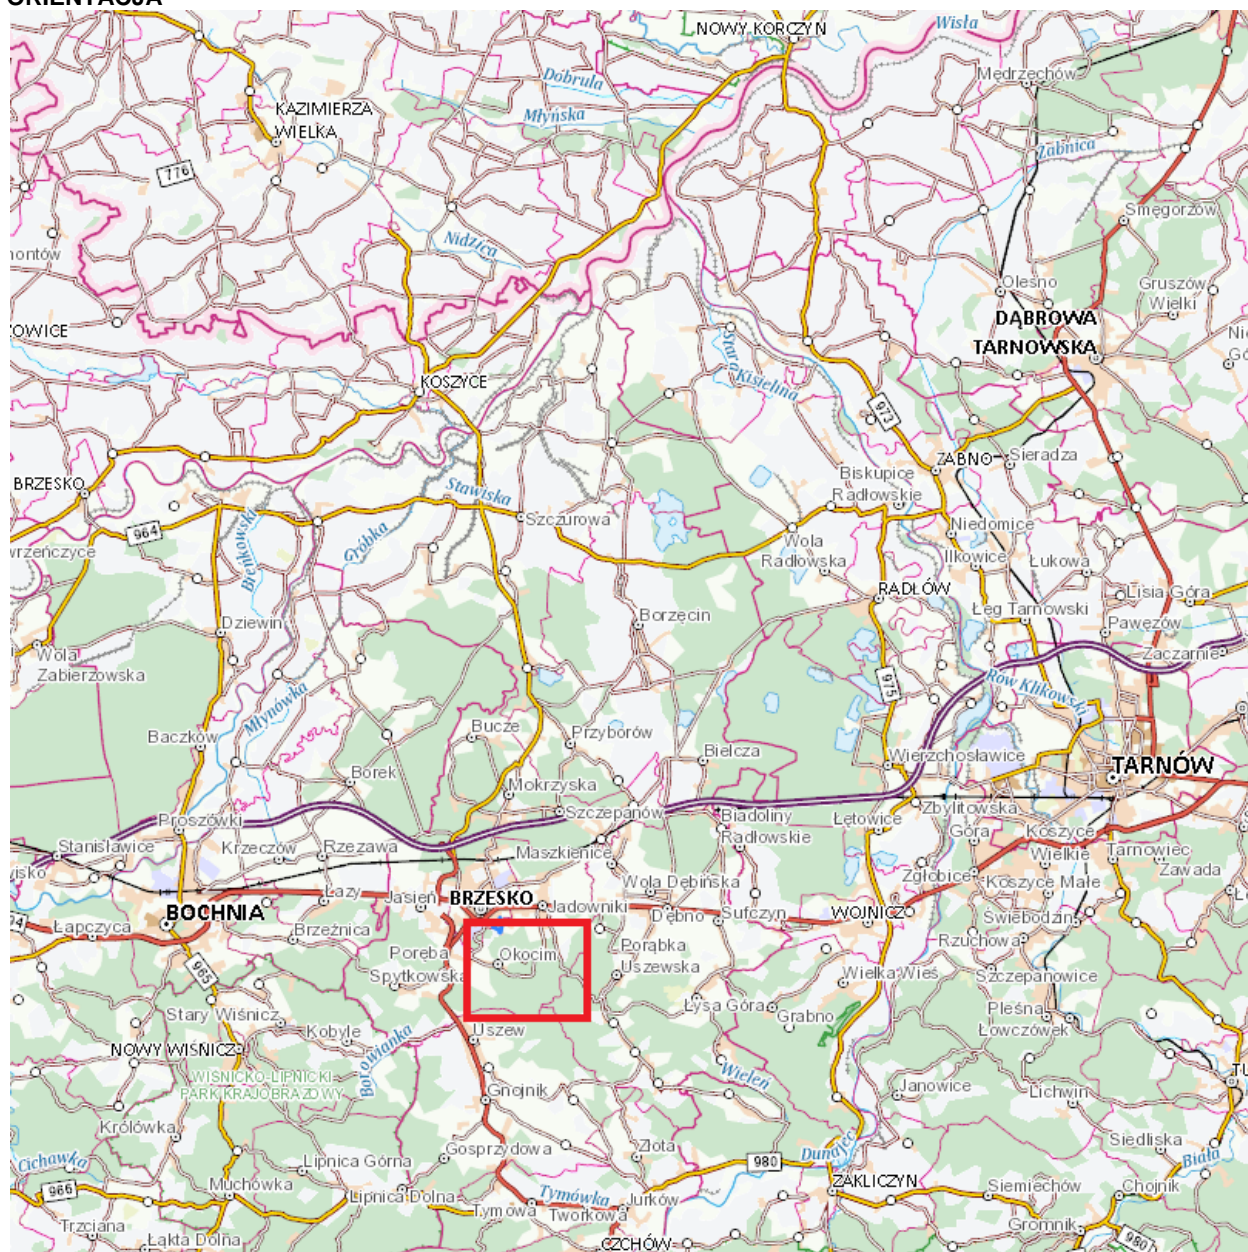 ORIENTACJA
NOWY KORCZYN
Wisła
Mędrzechów
Dóbrula
Młyńska
KAZIMIERZA
WIELKA
Żabnica
776
Smęgorzów
Nidzica
montów
Olesno
Gruszów
Wielki
DĄBROWA
TARNOWSKA
ZOWICE
Stara Kisielina
KOSZYCE
973
ŻABNO
Sieradza
Biskupice
Radłowskie
BRZESKO
Stawiska
Szczurowa
964
Bieńkowski
Gróbka
Niedomice
Wola
Radłowska
Ilkowice
Łukowa
wrzeńczyce
RADŁÓW
Lisia Góra
Łęg Tarnowski
Borzęcin
Pawęzów
Dziewin
Zaczarnie
Wola
Zabierzowska
975
Rów Klikowski
Młynówka
Bucze
Baczków
Przyborów
Bielcza
Wierzchosławice
TARNÓW
Borek
Mokrzyska
Szczepanów
Zbylitowska
Góra
Biadoliny
Radłowskie
Łętowice
Proszówki
Koszyce
Wielkie
Stanisławice
Krzeczów
Rzezawa
Maszkienice
Tarnowiec
Zawada
Zgłobice
Koszyce Małe
Wola Dębińska
Łazy
Jasień
BRZESKO
Jadowniki
BOCHNIA
Dębno
Sufczyn
WOJNICZ
Świebodzin
Łapczyca
Brzeźnica
Rzuchowa
Poręba
Spytkowska
Okocim
Porąbka
Uszewska
965
Wielka Wieś
Szczepanowice
Łysa Góra
Grabno
Pleśna
Łowczówek
Stary Wiśnicz
Kobyle
Uszew
NOWY WIŚNICZ
Borowianka
WIŚNICKO-LIPNICKI
PARK KRAJOBRAZOWY
Gnojnik
Wieleń
Janowice
Lichwin
Królówka
Siedliska
Złota
Gosprzydowa
Dunajec
Cichawka
Lipnica Górna
980
Biała
966
Muchówka
Lipnica Dolna
Tymówka
Jurków
ZAKLICZYN
Siemiechów
Chojnik
Tymowa
Tworkowa
Trzciana
Łąkta Dolna
CZCHÓW
Gromnik
980